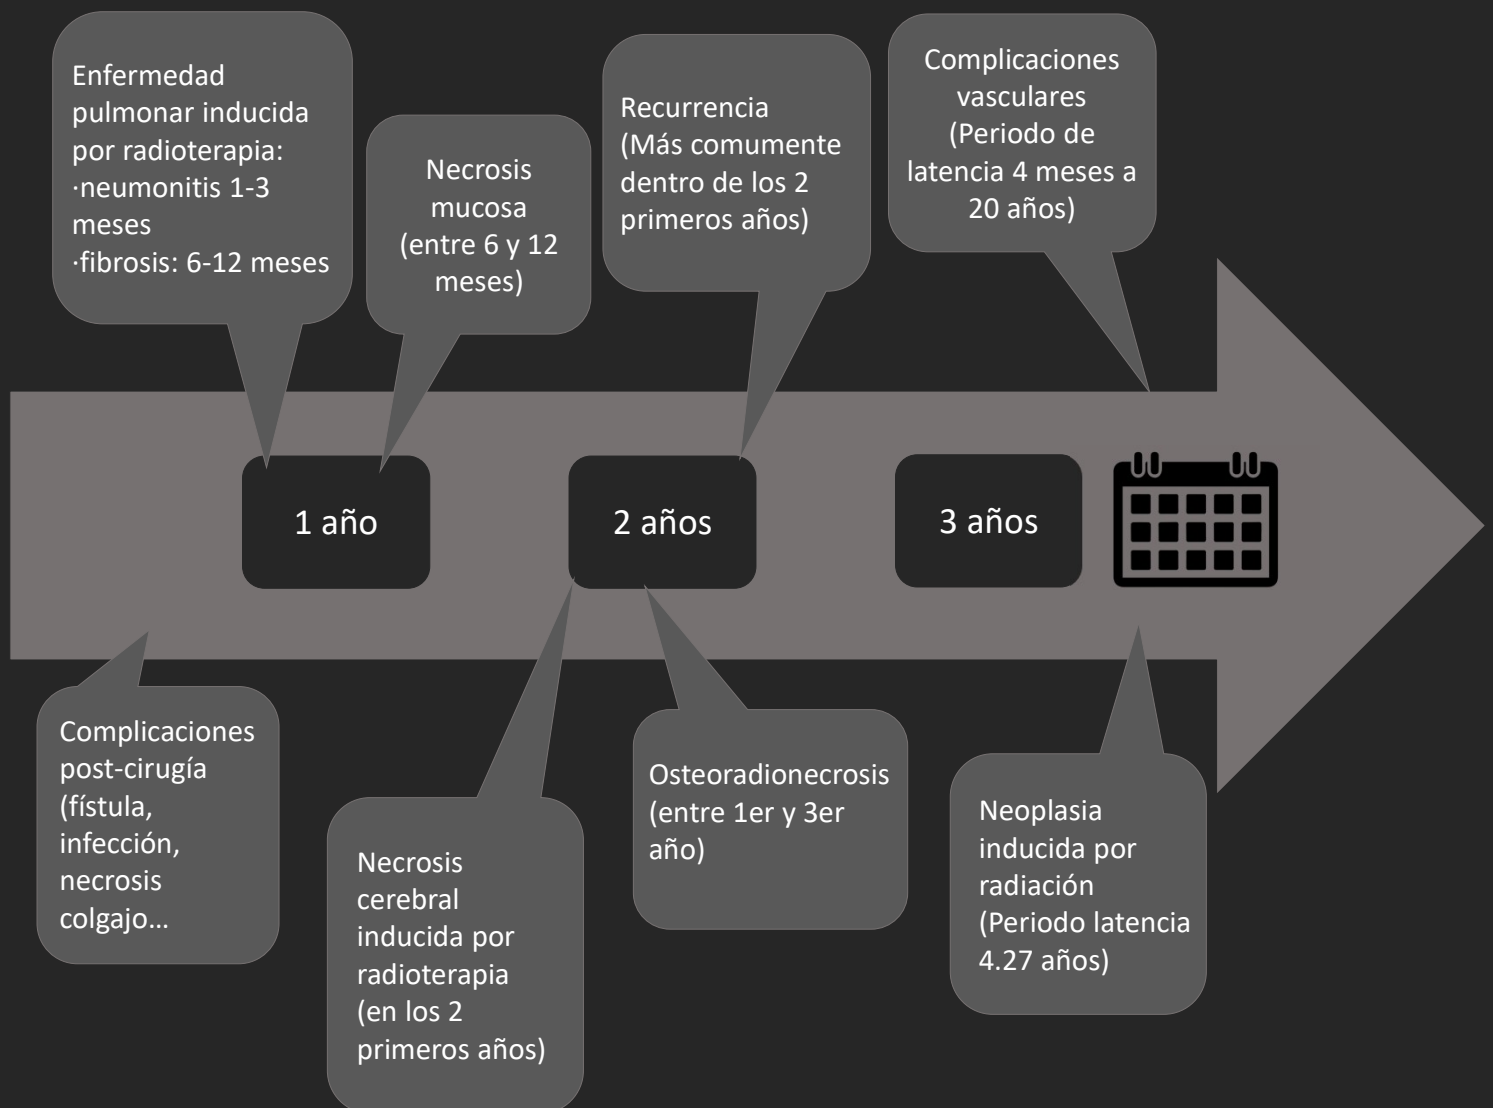 Enfermedad
pulmonar inducida
por radioterapia:
·neumonitis 1-3
meses
·fibrosis: 6-12 meses
Necrosis
mucosa
(entre 6 y 12
meses)
Recurrencia
(Más comumente
dentro de los 2
primeros años)
Complicaciones
vasculares
(Periodo de
latencia 4 meses a
20 años)
1 año
2 años
3 años
Complicaciones
post-cirugía
(fístula,
infección,
necrosis
colgajo…
Necrosis
cerebral
inducida por
radioterapia
(en los 2
primeros años)
Osteoradionecrosis
(entre 1er y 3er
año)
Neoplasia
inducida por
radiación
(Periodo latencia
4.27 años)